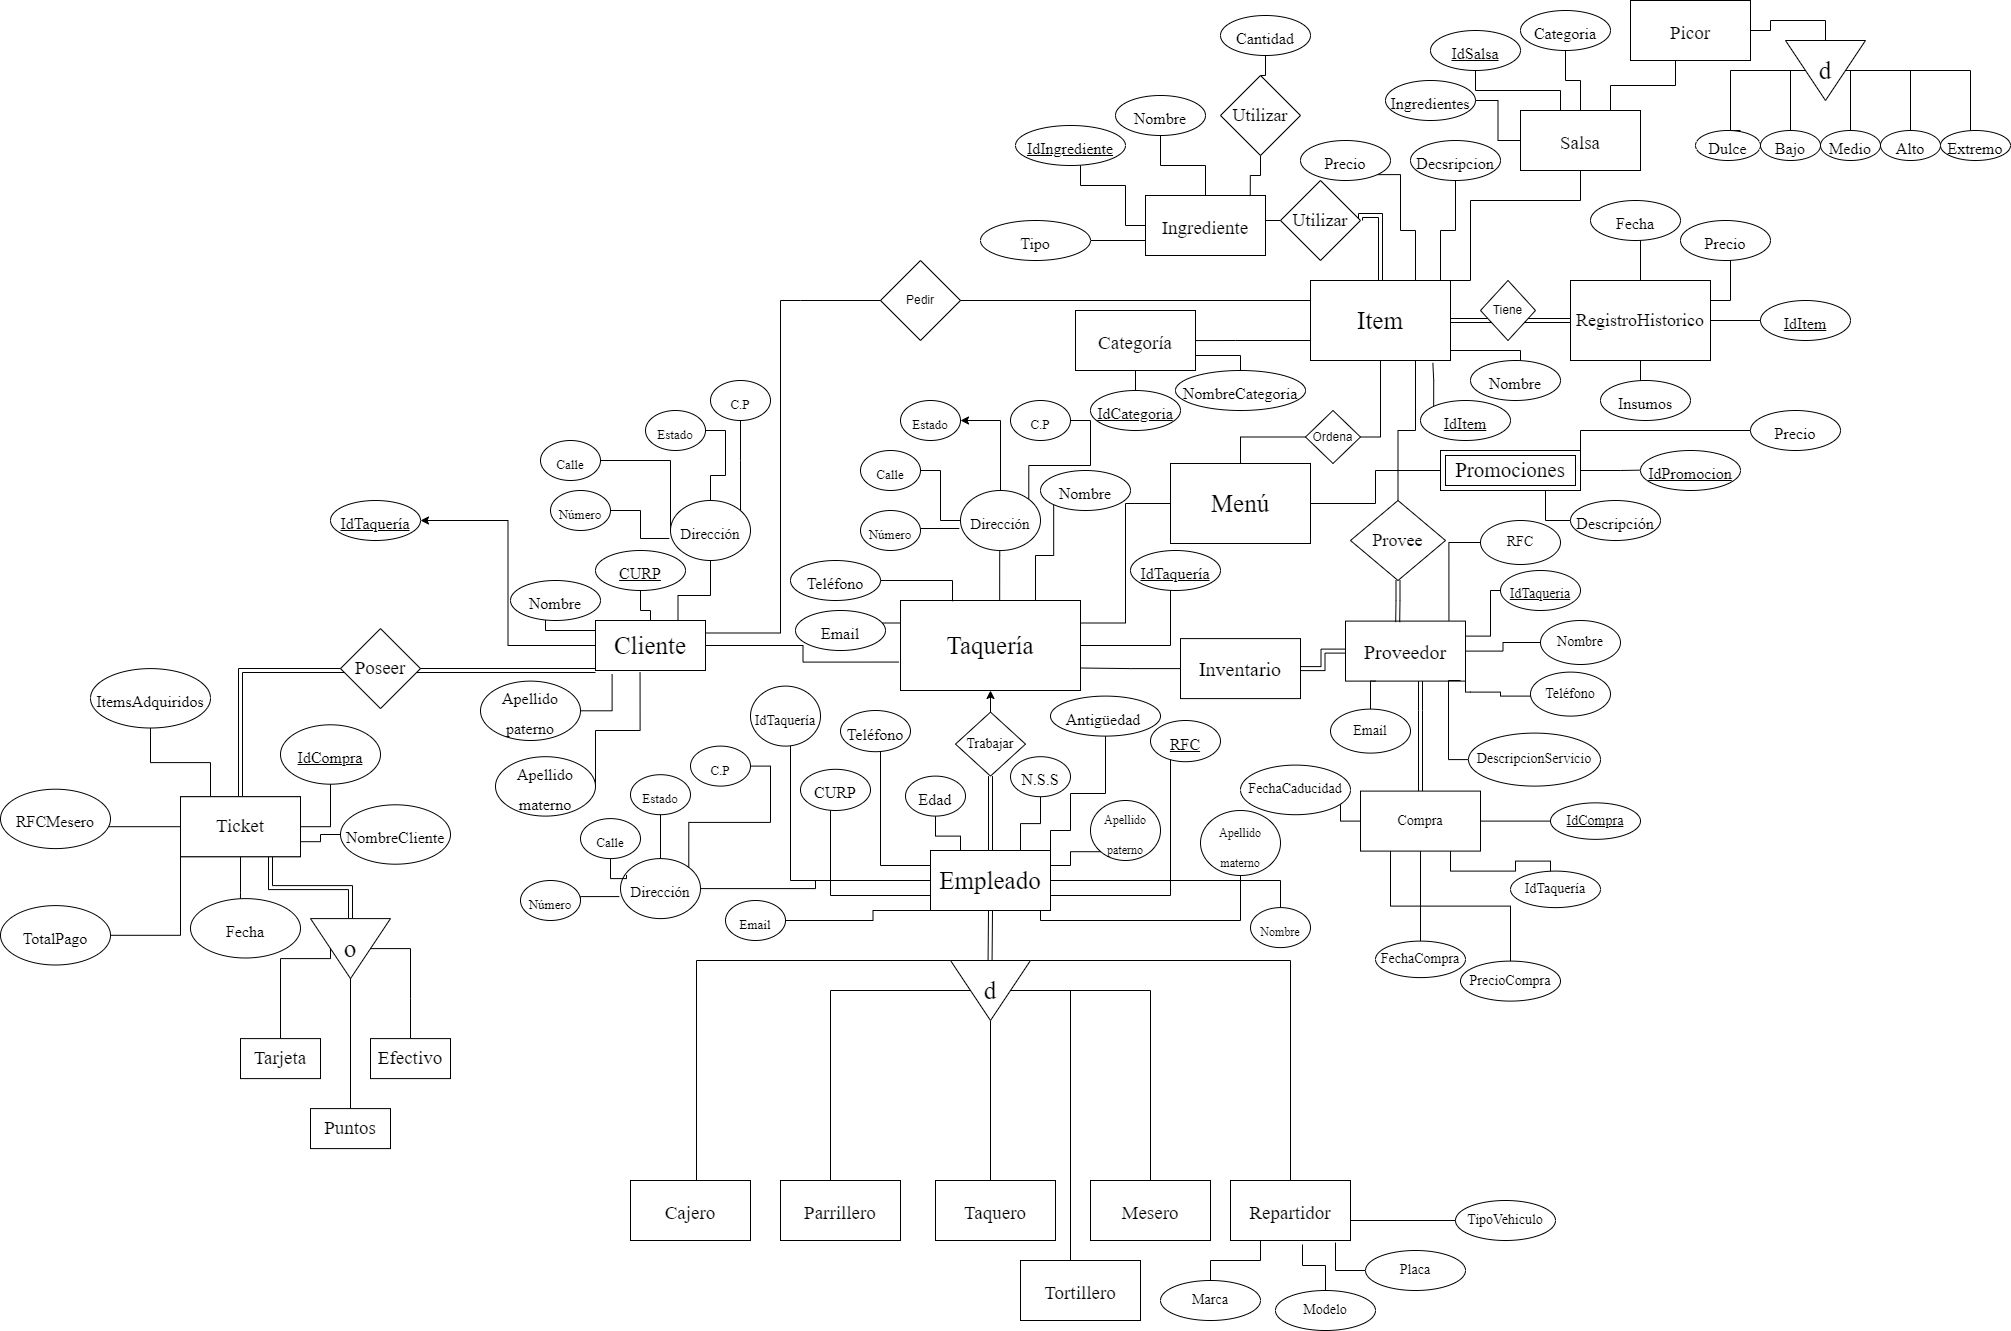 Picor
Cantidad
Categoria
IdSalsa
d
Ingredientes
Utilizar
Nombre
Salsa
IdIngrediente
Precio
Decsripcion
Dulce
Bajo
Medio
Alto
Extremo
Ingrediente
Utilizar
Fecha
Tipo
Precio
Pedir
Item
Tiene
RegistroHistorico
IdItem
Categoría
Nombre
NombreCategoria
Insumos
IdCategoria
IdItem
C.P
Estado
Estado
C.P
Ordena
Precio
Calle
Calle
Promociones
IdPromocion
Nombre
Menú
Número
IdTaquería
Dirección
Número
Dirección
Descripción
Provee
RFC
CURP
IdTaquería
Teléfono
IdTaqueria
Nombre
Email
Cliente
Taquería
Nombre
Proveedor
Inventario
Poseer
Teléfono
ItemsAdquiridos
Apellido
paterno
IdTaquería
Antigüedad
Teléfono
Trabajar
RFC
Email
IdCompra
DescripcionServicio
C.P
Apellido
materno
N.S.S
Estado
CURP
Edad
FechaCaducidad
RFCMesero
Ticket
NombreCliente
Apellido
paterno
Compra
IdCompra
Calle
Apellido
materno
Empleado
Dirección
IdTaquería
Número
Email
Nombre
TotalPago
Fecha
o
FechaCompra
PrecioCompra
d
Tarjeta
Efectivo
Puntos
Cajero
Parrillero
Taquero
Mesero
Repartidor
TipoVehiculo
Placa
Tortillero
Marca
Modelo